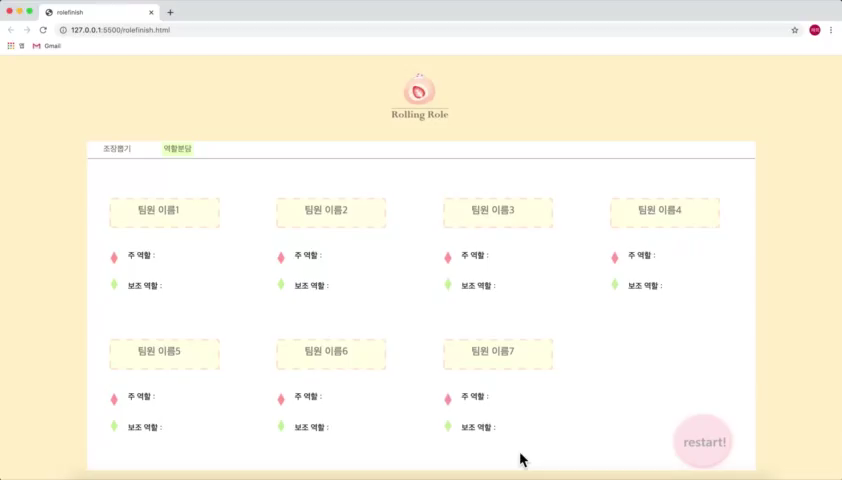 rolefinish
127.0.0.1:5500/rolefinish.html
앱 Gmail
Rolling Role
조장뽑기 역할분담
팀원 이름1 팀원 이름2 팀원 이름3 팀원 이름4
주 역할 : 주 역할 : 주 역할 : 주 역할 :
보조 역할 : 보조 역할 : 보조 역할 : 보조 역할 :
팀원 이름5 팀원 이름6 팀원 이름7
주 역할 : 주 역할 : 주 역할 :
보조 역할 : 보조 역할 : 보조 역할 :
restart!